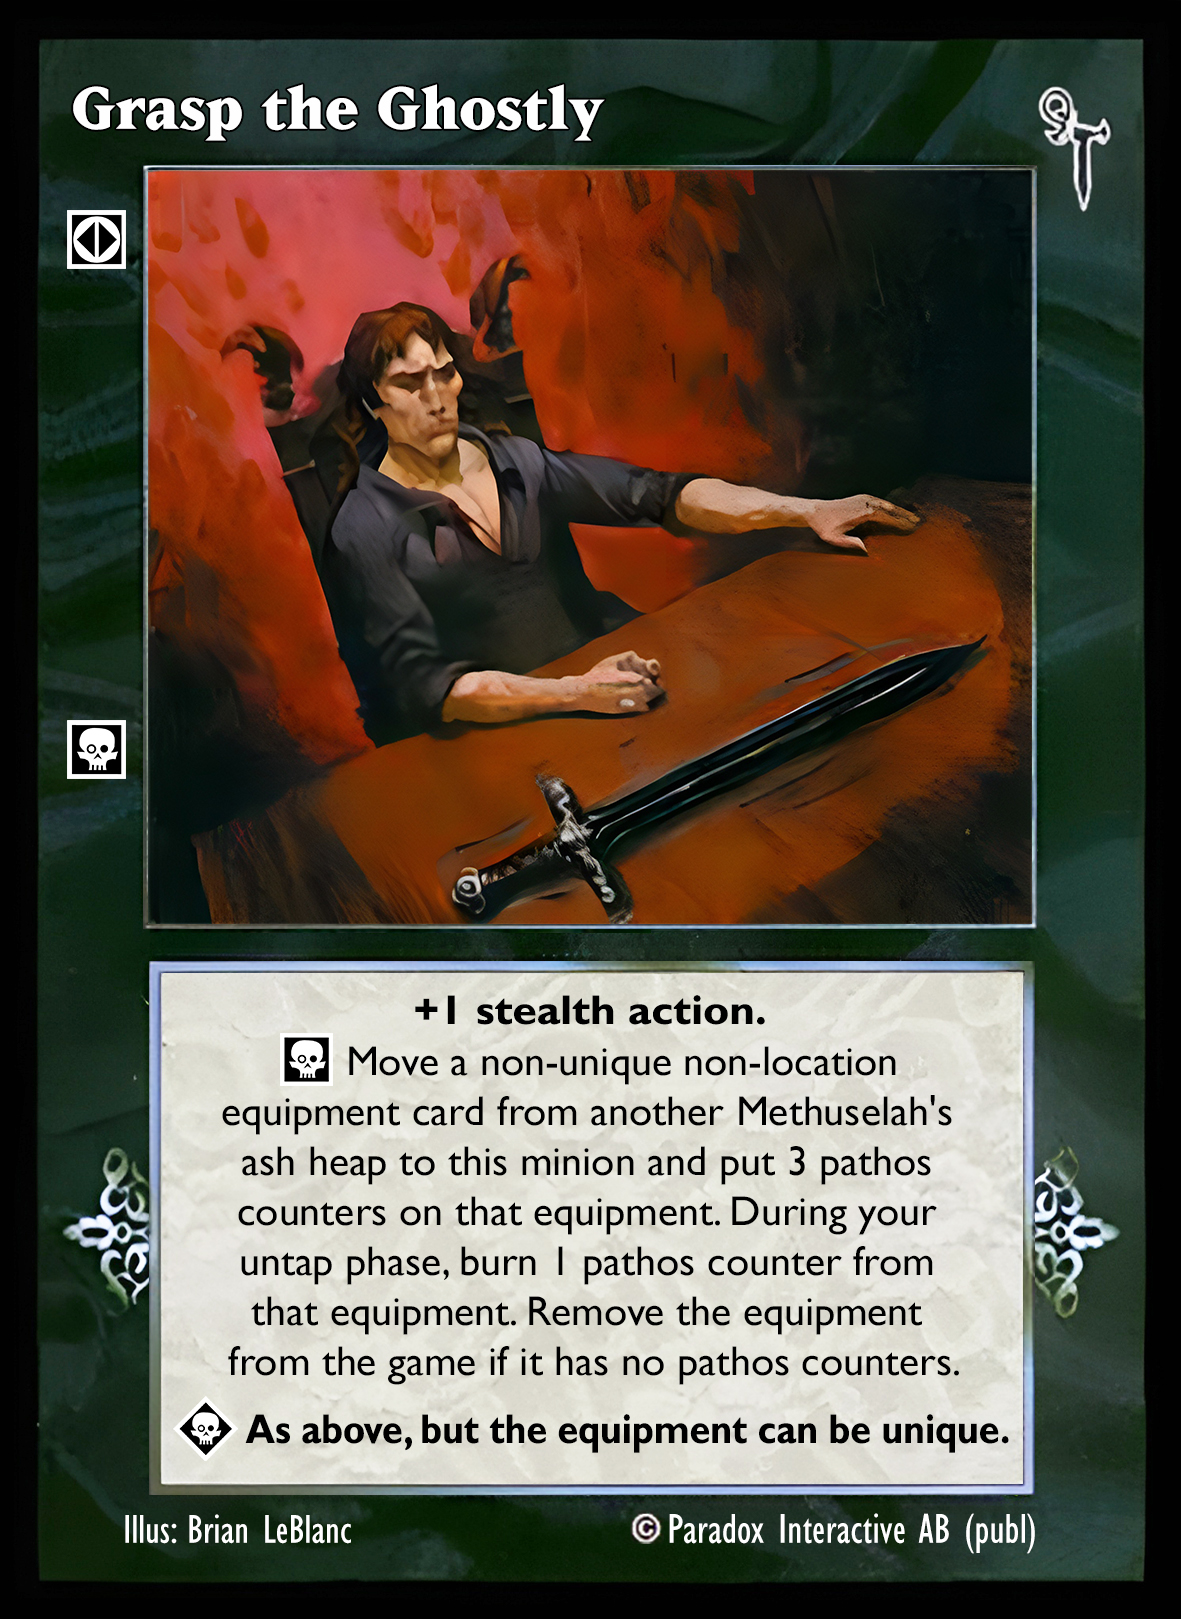 Grasp the Ghostly
+1 stealth action.
Move a non-unique non-location
equipment card from another Methuselah's
ash heap to this minion and put 3 pathos
counters on that equipment. During your
untap phase, burn 1 pathos counter from
that equipment. Remove the equipment
from the game if it has no pathos counters.
As above, but the equipment can be unique.
Illus: Brian LeBlanc
© Paradox Interactive AB (publ)